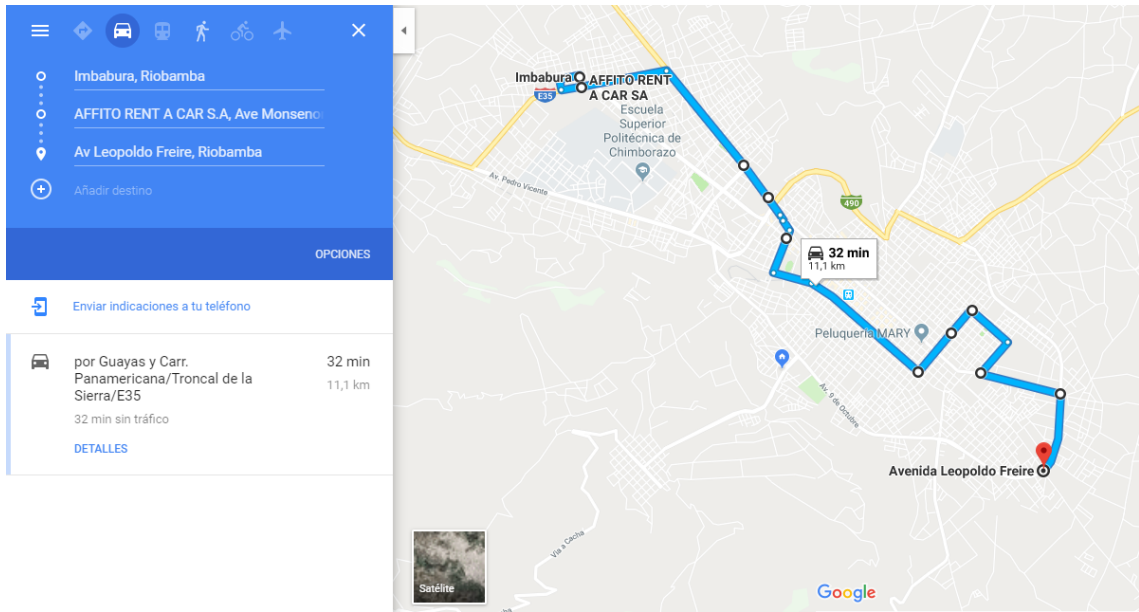 Imbabura, Riobamba
AFFITO RENT A CAR S.A, Ave Monseno
Av Leopoldo Freire, Riobamba
Añadir destino
OPCIONES
Enviar indicaciones a tu teléfono
por Guayas y Carr. 32 min
Panamericana/Troncal de la 11,1 km
Sierra/E35
32 min sin tráfico
DETALLES
Imbabura
AFFITO RENT
A CAR SA
E35
Escuela
Superior
Politécnica de
Chimborazo
Av. Pedro Vicente
490
32 min
11,1 km
Peluquería MARY
Av. 9 de Octubre
Avenida Leopoldo Freire
Vía a Cacha
Satélite
Google